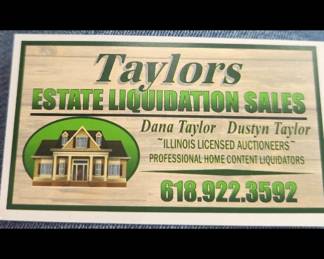 Taylors
ESTATE LIQUIDATION SALES
Dana Taylor Dustyn Taylor
~ILLINOIS LICENSED AUCTIONEERS~
PROFESSIONAL HOME CONTENT LIQUIDATORS
618.922.3592